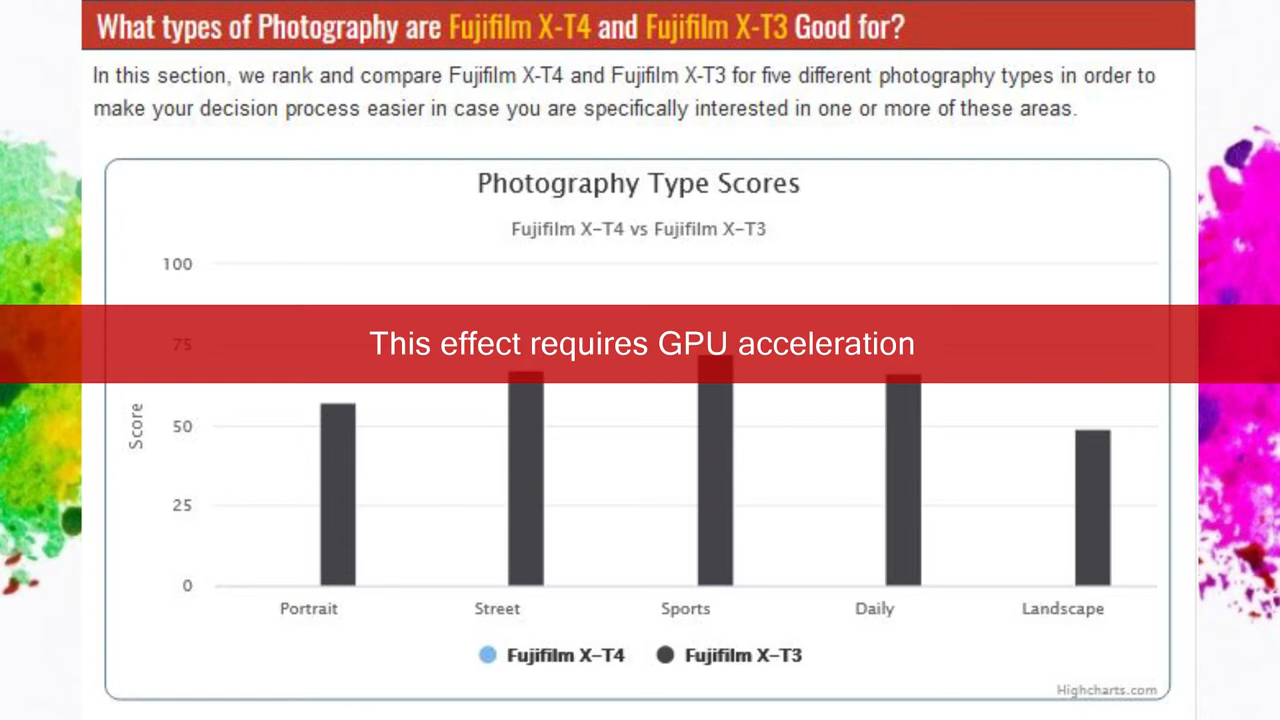 What types of Photography are Fujifilm X-T4 and Fujifilm X-T3 Good for?
In this section, we rank and compare Fujifilm X-T4 and Fujifilm X-T3 for five different photography types in order to
make your decision process easier in case you are specifically interested in one or more of these areas.
Photography Type Scores
Fujifilm X-T4 vs Fujifilm X-T3
100
This effect requires GPU acceleration
75
Score
50
25
0
Portrait Street Sports Daily Landscape
Fujifilm X-T4 Fujifilm X-T3
Highcharts.com